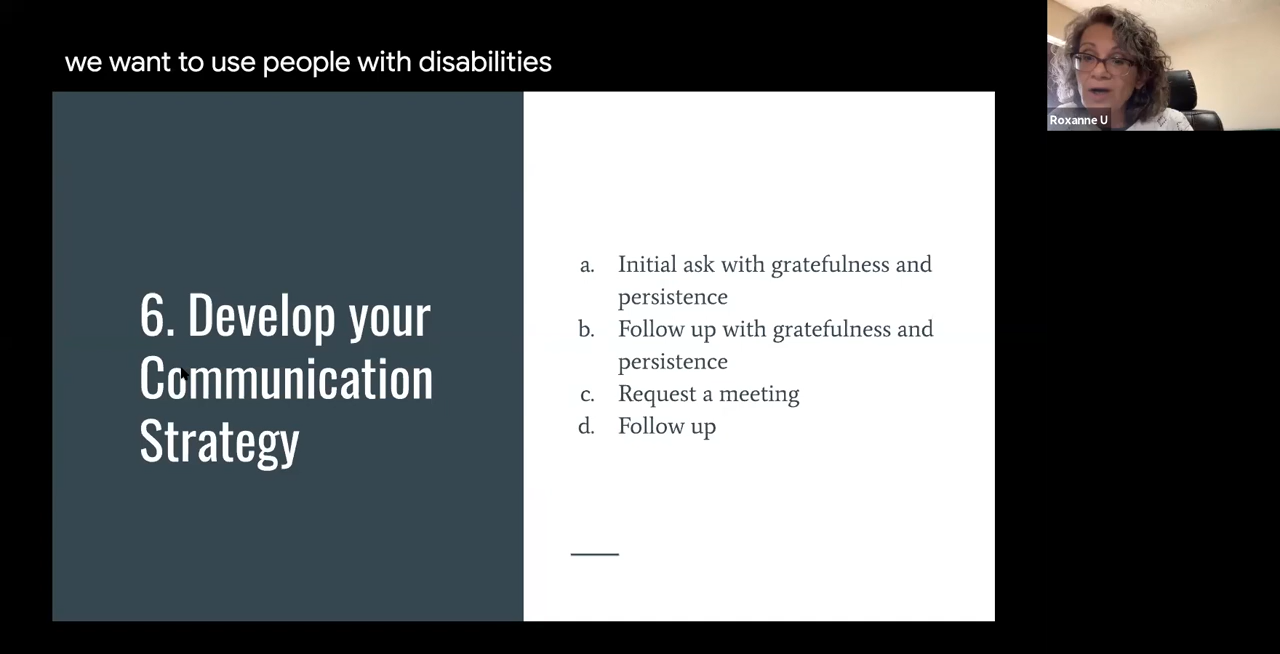 we want to use people with disabilities
Roxanne U
6. Develop your
Communication
Strategy
a. Initial ask with gratefulness and
persistence
b. Follow up with gratefulness and
persistence
c. Request a meeting
d. Follow up